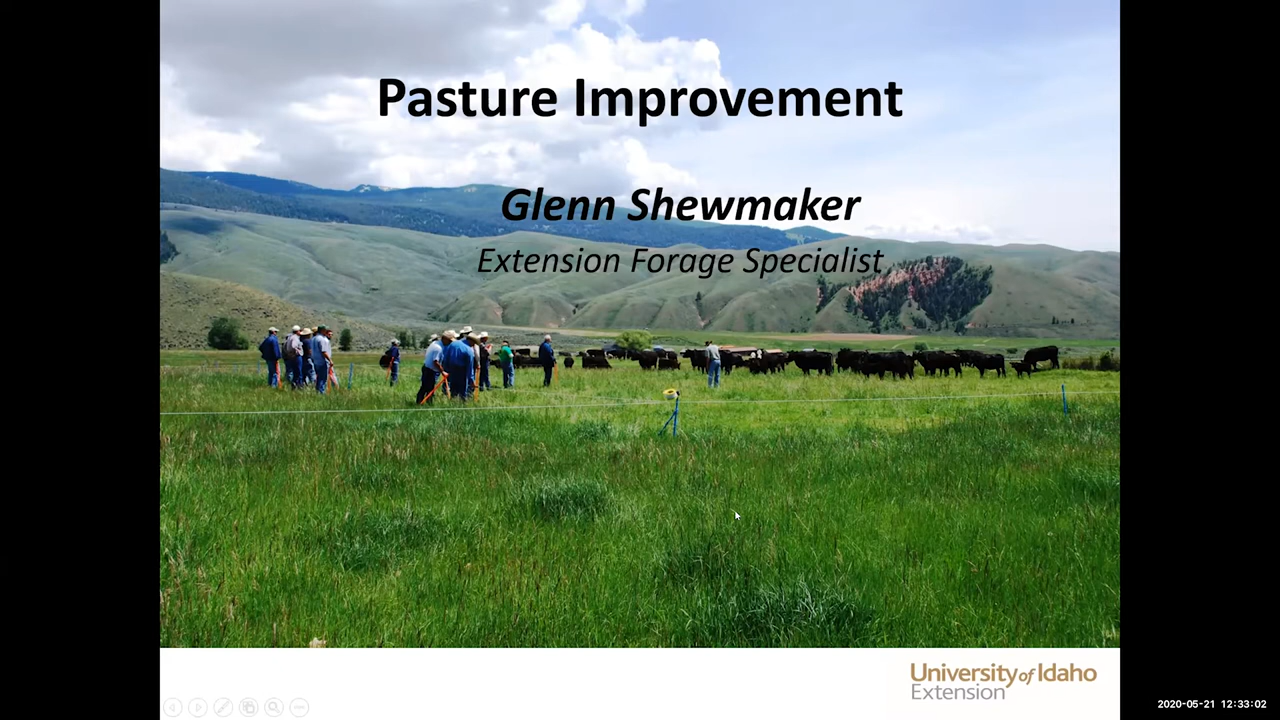 Pasture Improvement
Glenn Shewmaker
Extension Forage Specialist
University of Idaho
Extension
2020-05-21 12:33:02